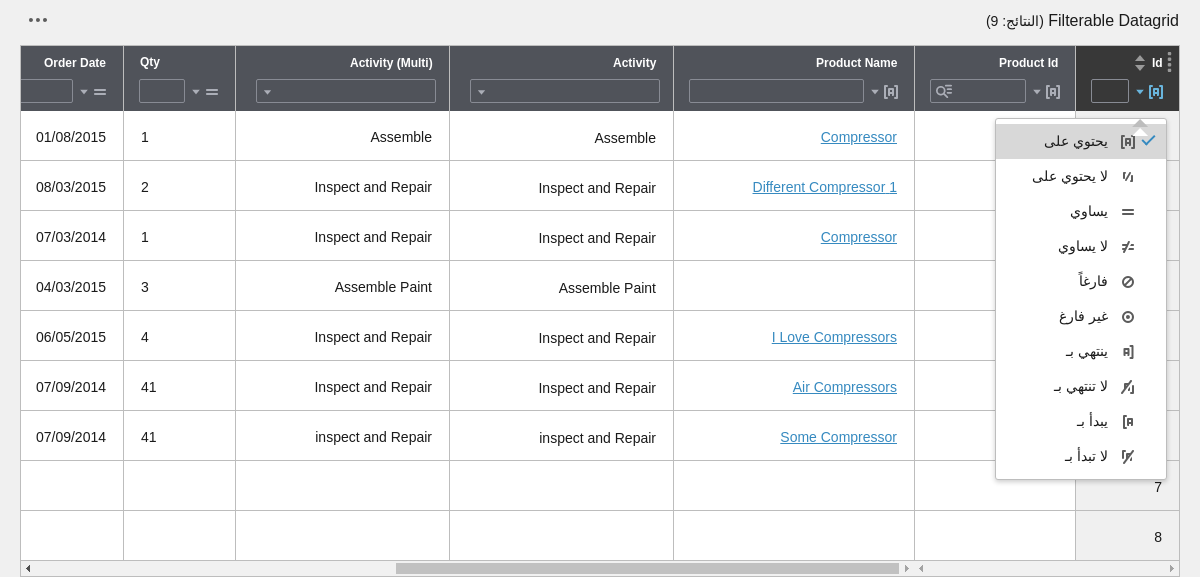 Filterable Datagrid (النتائج: 9)
Id Product Id Product Name Activity Activity (Multi) Qty Order Date
Compressor Assemble Assemble 1 01/08/2015
Different Compressor 1 Inspect and Repair Inspect and Repair 2 08/03/2015
Compressor Inspect and Repair Inspect and Repair 1 07/03/2014
Assemble Paint Assemble Paint 3 04/03/2015
I Love Compressors Inspect and Repair Inspect and Repair 4 06/05/2015
Air Compressors Inspect and Repair Inspect and Repair 41 07/09/2014
Some Compressor inspect and Repair inspect and Repair 41 07/09/2014
7
8
يحتوي على
لا يحتوي على
يساوي
لا يساوي
فارغاً
غير فارغ
ينتهي بـ
لا تنتهي بـ
يبدأ بـ
لا تبدأ بـ